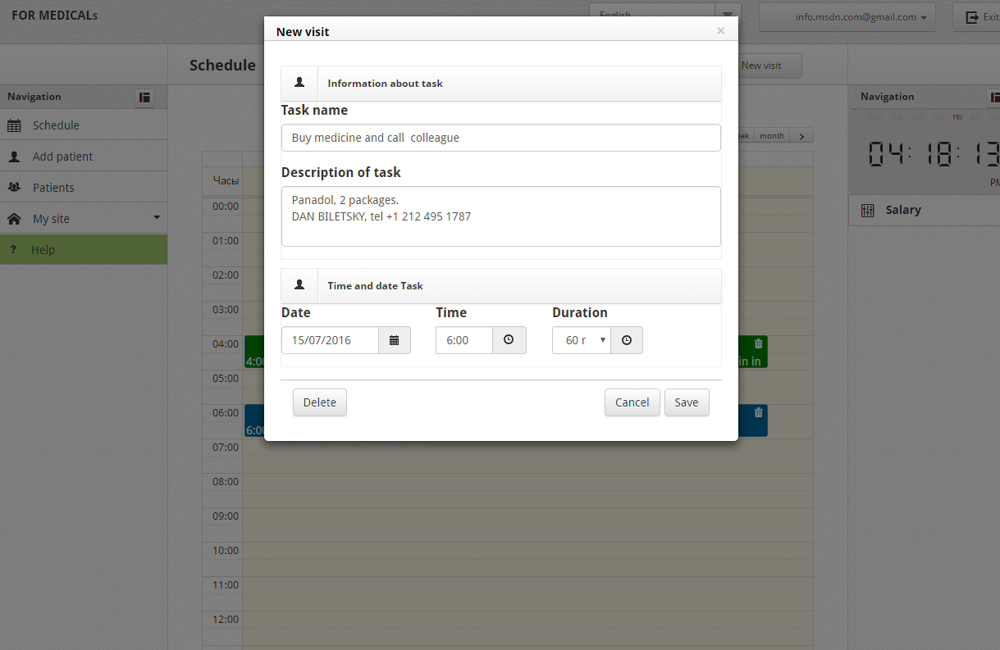 FOR MEDICALs
English
info.msdn.com@gmail.com
Exit
New visit
×
Schedule
New visit
Navigation
Schedule
Add patient
Patients
My site
? Help
Information about task
Task name
Buy medicine and call  colleague
Description of task
Panadol, 2 packages.
DAN BILETSKY, tel +1 212 495 1787
Time and date Task
Date
Time
Duration
15/07/2016
6:00
60 r
Delete
Cancel
Save
eek
month
Часы
00:00
01:00
02:00
03:00
04:00
05:00
06:00
07:00
08:00
09:00
10:00
11:00
12:00
4:00
in in
6:00
Navigation
MON TUE WED THU FRI SAT
04:18:13
PM
Salary